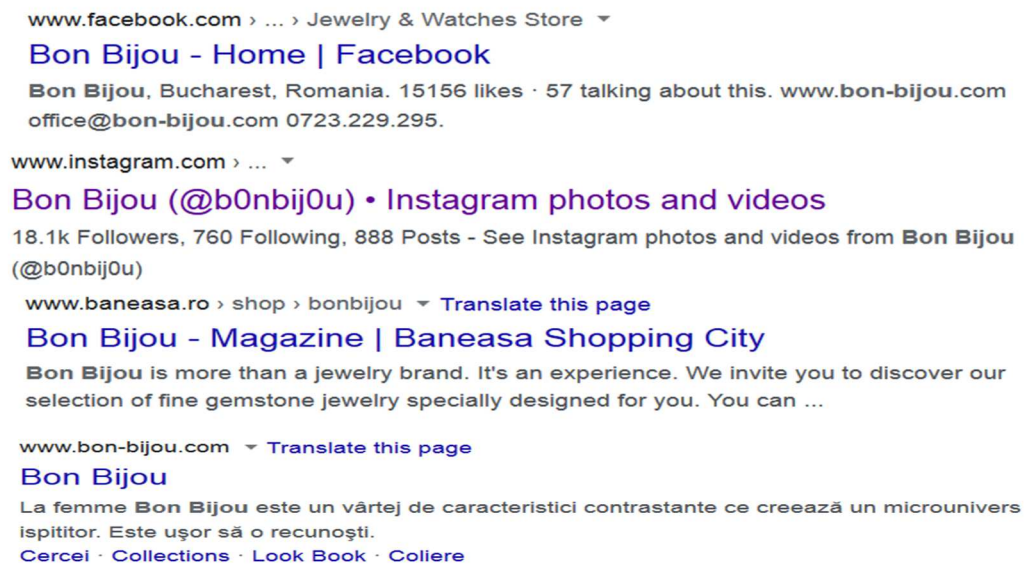 www.facebook.com › ... › Jewelry & Watches Store
Bon Bijou - Home | Facebook
Bon Bijou, Bucharest, Romania. 15156 likes · 57 talking about this. www.bon-bijou.com
office@bon-bijou.com 0723.229.295.
www.instagram.com › ...
Bon Bijou (@b0nbij0u) • Instagram photos and videos
18.1k Followers, 760 Following, 888 Posts - See Instagram photos and videos from Bon Bijou
(@b0nbij0u)
www.baneasa.ro › shop › bonbijou Translate this page
Bon Bijou - Magazine | Baneasa Shopping City
Bon Bijou is more than a jewelry brand. It's an experience. We invite you to discover our
selection of fine gemstone jewelry specially designed for you. You can ...
www.bon-bijou.com Translate this page
Bon Bijou
La femme Bon Bijou este un vârtej de caracteristici contrastante ce creează un microunivers
ispititor. Este uşor să o recunoşti.
Cercei · Collections · Look Book · Coliere